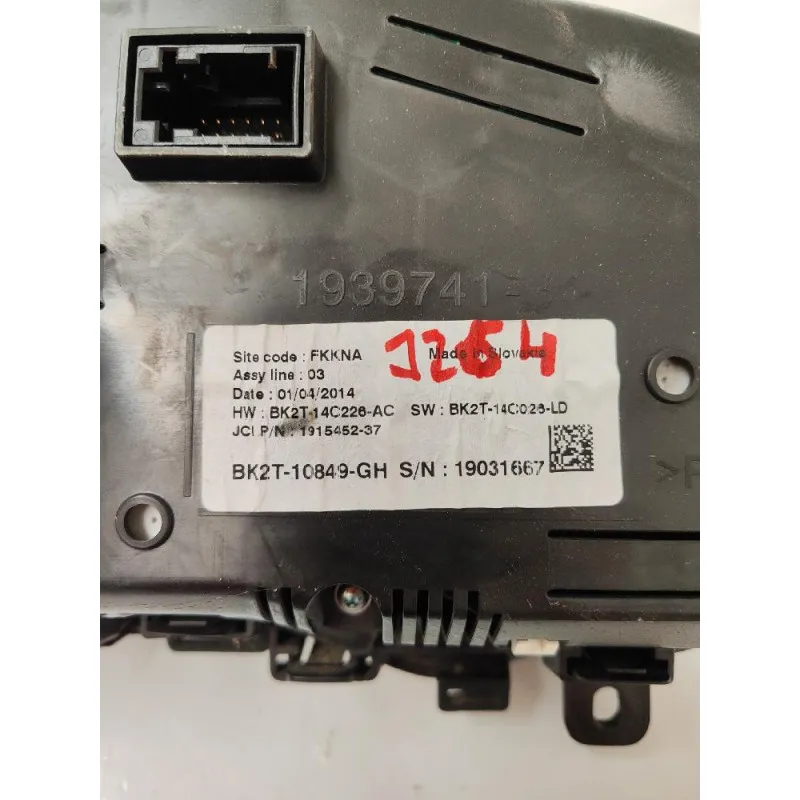 1939741-
Site code : FKKNA Made in Slovakia
J264
Assy line : 03
Date : 01/04/2014
HW : BK2T-14C226-AC SW : BK2T-14C026-LD
JCI P/N : 1915452-37
BK2T-10849-GH S/N : 19031667
>P